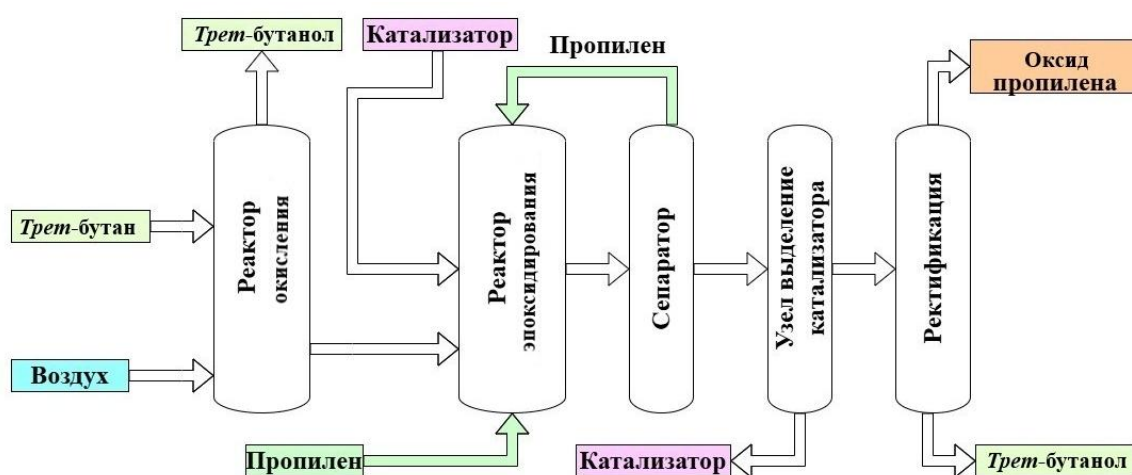 Трет-бутанол
Катализатор
Пропилен
Оксид
пропилена
Трет-бутан
Воздух
Реактор
окисления
Реактор
эпоксидирования
Сепаратор
Узел выделение
катализатора
Ректификация
Пропилен
Катализатор
Трет-бутанол